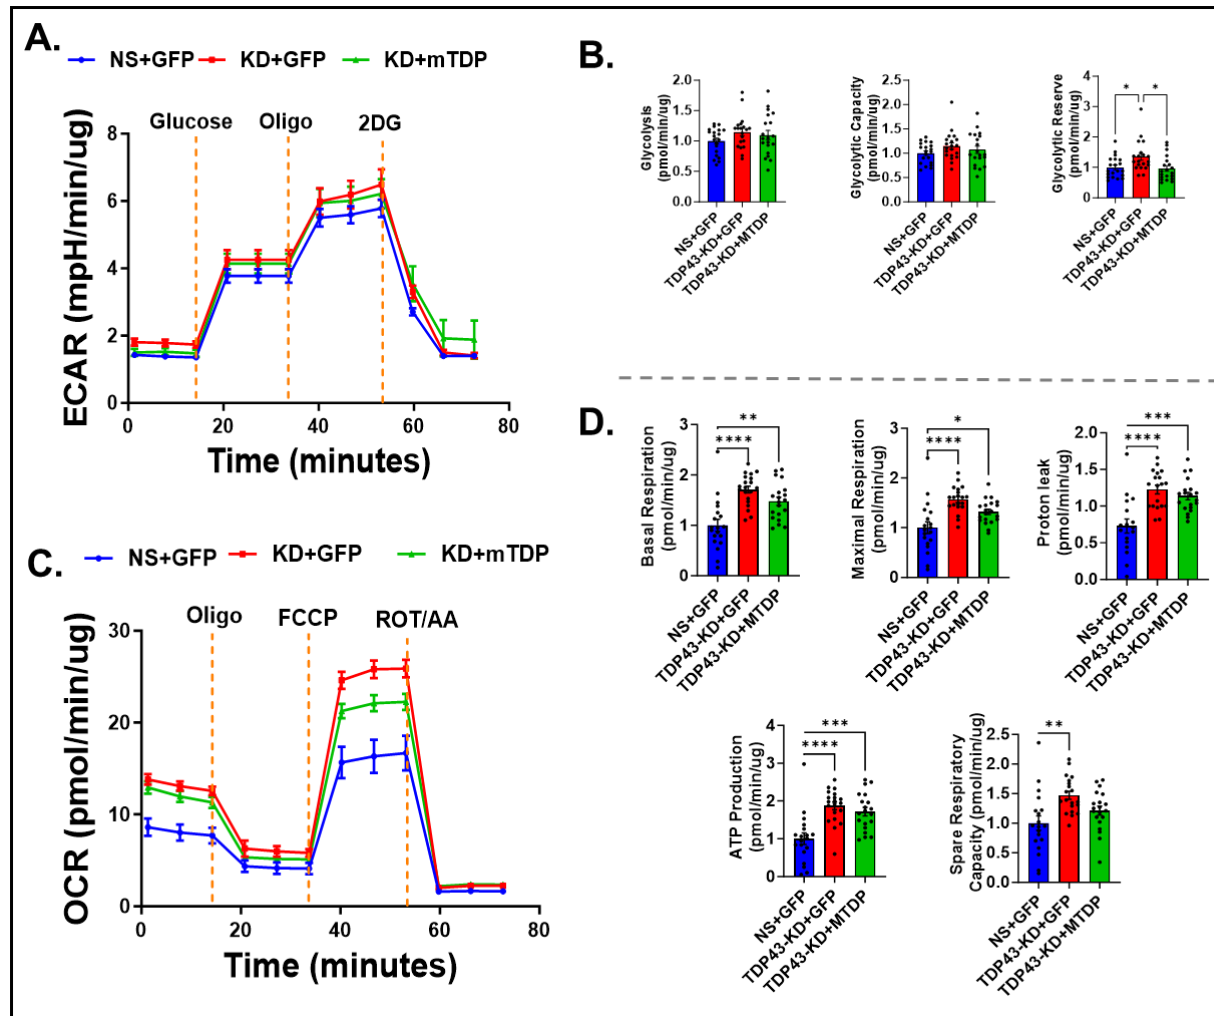 A.
NS+GFP KD+GFP KD+mTDP
Glucose Oligo 2DG
ECAR (mpH/min/ug)
8
6
4
2
0
0 20 40 60 80
Time (minutes)
B.
Glycolysis
(pmol/min/ug)
2.0
1.5
1.0
0.5
0.0
NS+GFP
TDP43-KD+GFP
TDP43-KD+MTDP
Glycolytic Capacity
(pmol/min/ug)
2.5
2.0
1.5
1.0
0.5
0.0
NS+GFP
TDP43-KD+GFP
TDP43-KD+MTDP
Glycolytic Reserve
(pmol/min/ug)
4
3
2
1
0
* *
NS+GFP
TDP43-KD+GFP
TDP43-KD+MTDP
C.
NS+GFP KD+GFP KD+mTDP
Oligo FCCP ROT/AA
OCR (pmol/min/ug)
30
20
10
0
0 20 40 60 80
Time (minutes)
D.
Basal Respiration
(pmol/min/ug)
3
2
1
0
**
****
NS+GFP
TDP43-KD+GFP
TDP43-KD+MTDP
Maximal Respiration
(pmol/min/ug)
3
2
1
0
*
****
NS+GFP
TDP43-KD+GFP
TDP43-KD+MTDP
Proton leak
(pmol/min/ug)
2.0
1.5
1.0
0.5
0.0
***
****
NS+GFP
TDP43-KD+GFP
TDP43-KD+MTDP
ATP Production
(pmol/min/ug)
4
3
2
1
0
***
****
NS+GFP
TDP43-KD+GFP
TDP43-KD+MTDP
Spare Respiratory
Capacity (pmol/min/ug)
2.5
2.0
1.5
1.0
0.5
0.0
**
NS+GFP
TDP43-KD+GFP
TDP43-KD+MTDP